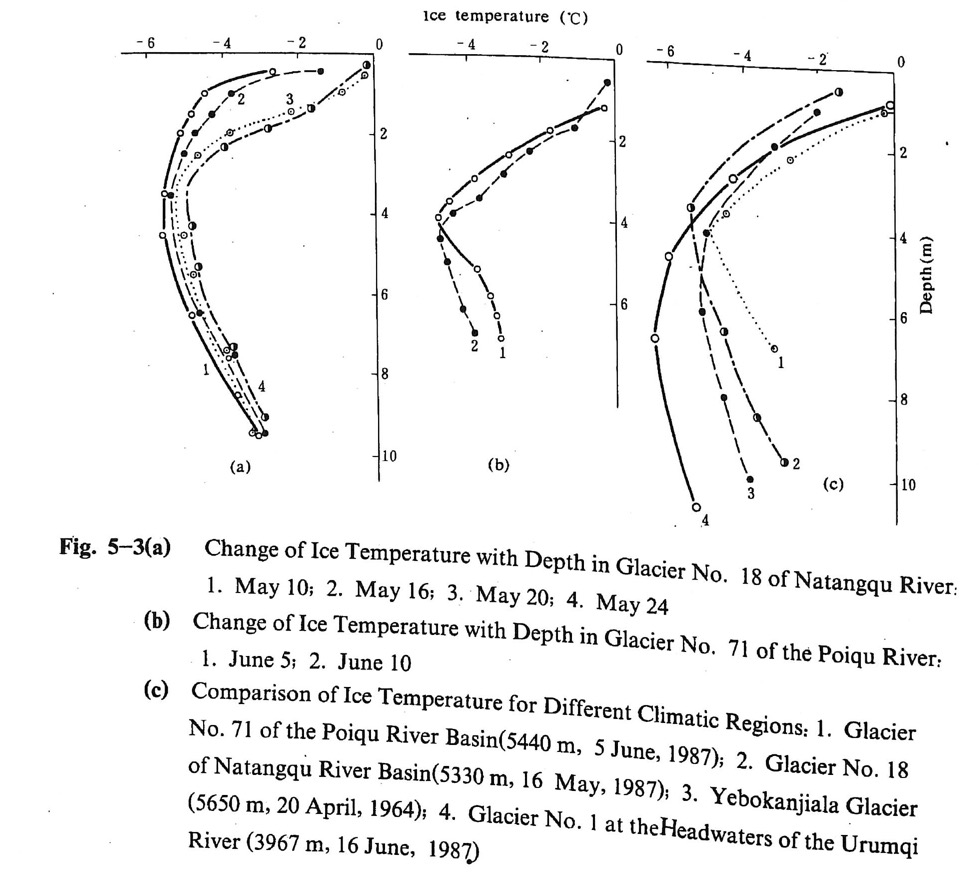 Ice temperature (℃)
-6 -4 -2 0
-4 -2 0
-6 -4 -2 0
2
4
6
8
10
2
4
6
2
4
6
8
10
Depth (m)
1
2
3
4
(a)
2
1
(b)
1
2
3
4
(c)
Fig. 5-3(a) Change of Ice Temperature with Depth in Glacier No. 18 of Natangqu River:
1. May 10; 2. May 16; 3. May 20; 4. May 24
(b) Change of Ice Temperature with Depth in Glacier No. 71 of the Poiqu River:
1. June 5; 2. June 10
(c) Comparison of Ice Temperature for Different Climatic Regions: 1. Glacier
No. 71 of the Poiqu River Basin(5440 m, 5 June, 1987); 2. Glacier No. 18
of Natangqu River Basin(5330 m, 16 May, 1987); 3. Yebokanjiala Glacier
(5650 m, 20 April, 1964); 4. Glacier No. 1 at theHeadwaters of the Urumqi
River (3967 m, 16 June, 1987)